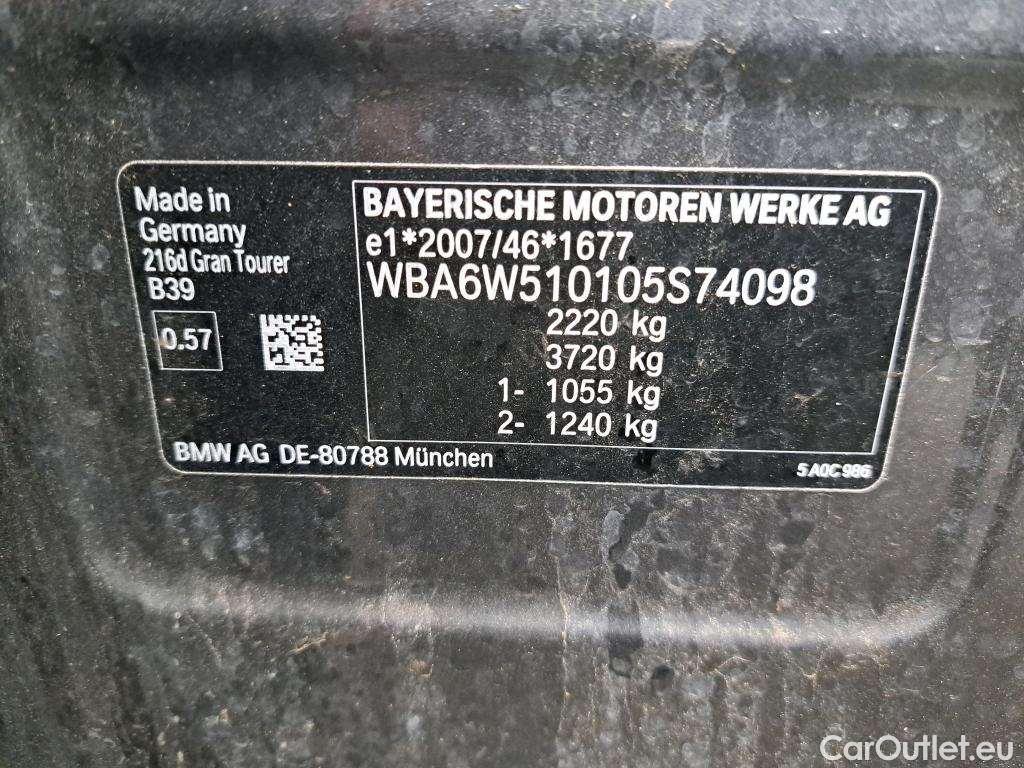 Made in
Germany
216d Gran Tourer
B39
0.57
BAYERISCHE MOTOREN WERKE AG
e1*2007/46*1677
WBA6W510105S74098
2220 kg
3720 kg
1- 1055 kg
2- 1240 kg
BMW AG DE-80788 München
5A0C986
CarOutlet.eu